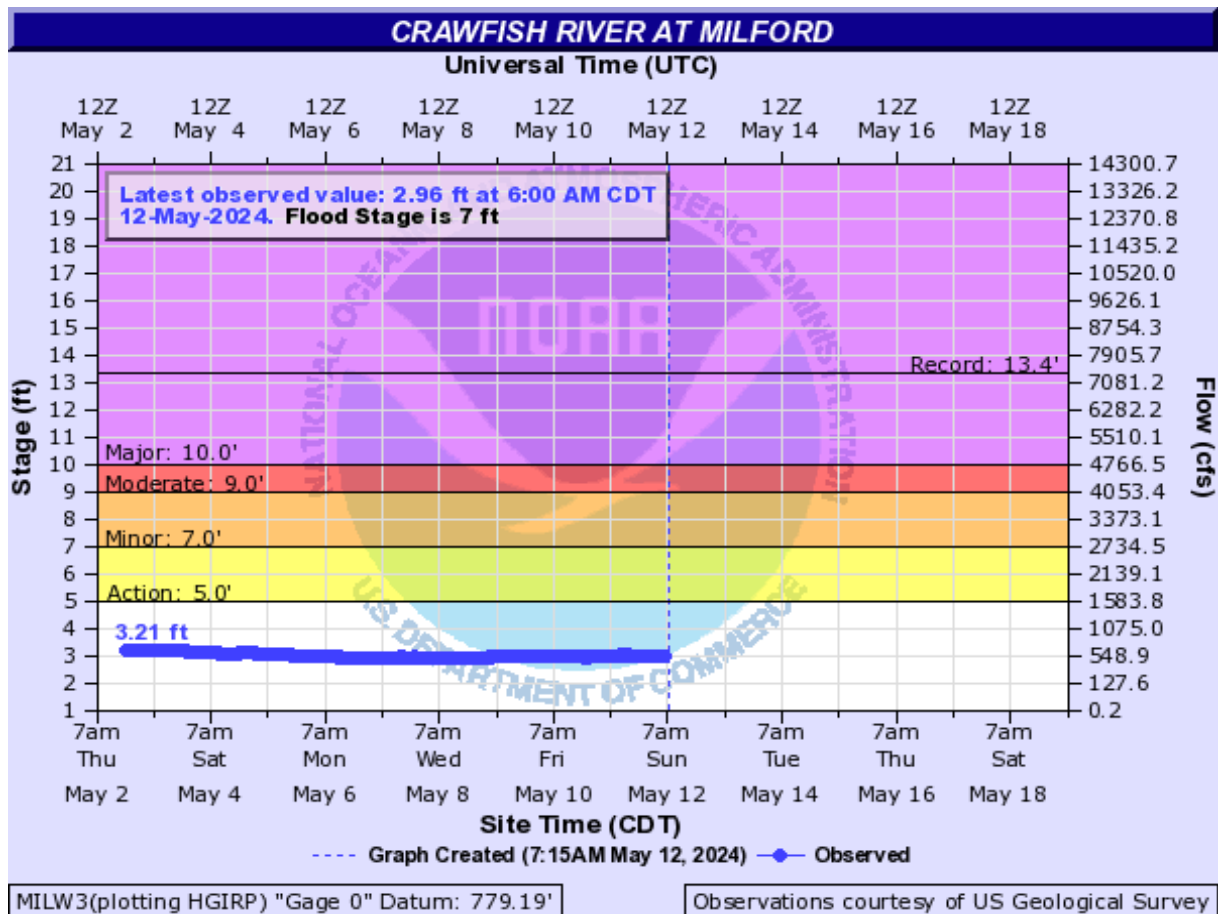 CRAWFISH RIVER AT MILFORD
Universal Time (UTC)
12Z 12Z 12Z 12Z 12Z 12Z 12Z 12Z 12Z
May 2 May 4 May 6 May 8 May 10 May 12 May 14 May 16 May 18
Latest observed value: 2.96 ft at 6:00 AM CDT
12-May-2024. Flood Stage is 7 ft
21 14300.7
20 13326.2
19 12370.8
18 11435.2
17 10520.0
16 9626.1
15 8754.3
14 7905.7
Record: 13.4'
13 7081.2
12 6282.2
11 5510.1
Major: 10.0'
10 4766.5
Moderate: 9.0'
9 4053.4
8 3373.1
Minor: 7.0'
7 2734.5
6 2139.1
Action: 5.0'
5 1583.8
4 1075.0
3.21 ft
3 548.9
2 127.6
1 0.2
Stage (ft)
Flow (cfs)
NATIONAL OCEANIC AND ATMOSPHERIC ADMINISTRATION
NOAA
U.S. DEPARTMENT OF COMMERCE
7am 7am 7am 7am 7am 7am 7am 7am 7am
Thu Sat Mon Wed Fri Sun Tue Thu Sat
May 2 May 4 May 6 May 8 May 10 May 12 May 14 May 16 May 18
Site Time (CDT)
Graph Created (7:15AM May 12, 2024) Observed
MILW3(plotting HGIRP) "Gage 0" Datum: 779.19'
Observations courtesy of US Geological Survey